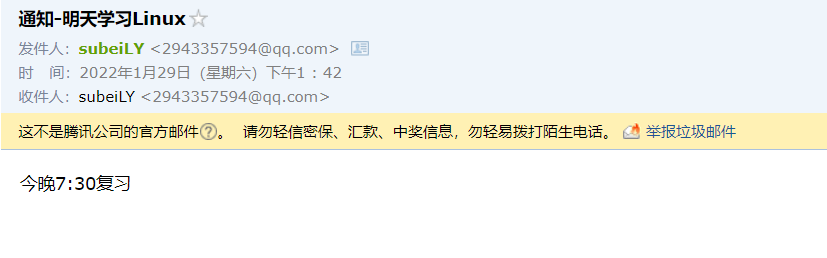 通知-明天学习Linux
发件人：subeiLY <2943357594@qq.com>
时　间：2022年1月29日（星期六）下午1：42
收件人：subeiLY <2943357594@qq.com>
这不是腾讯公司的官方邮件?。 请勿轻信密保、汇款、中奖信息，勿轻易拨打陌生电话。 举报垃圾邮件
今晚7:30复习